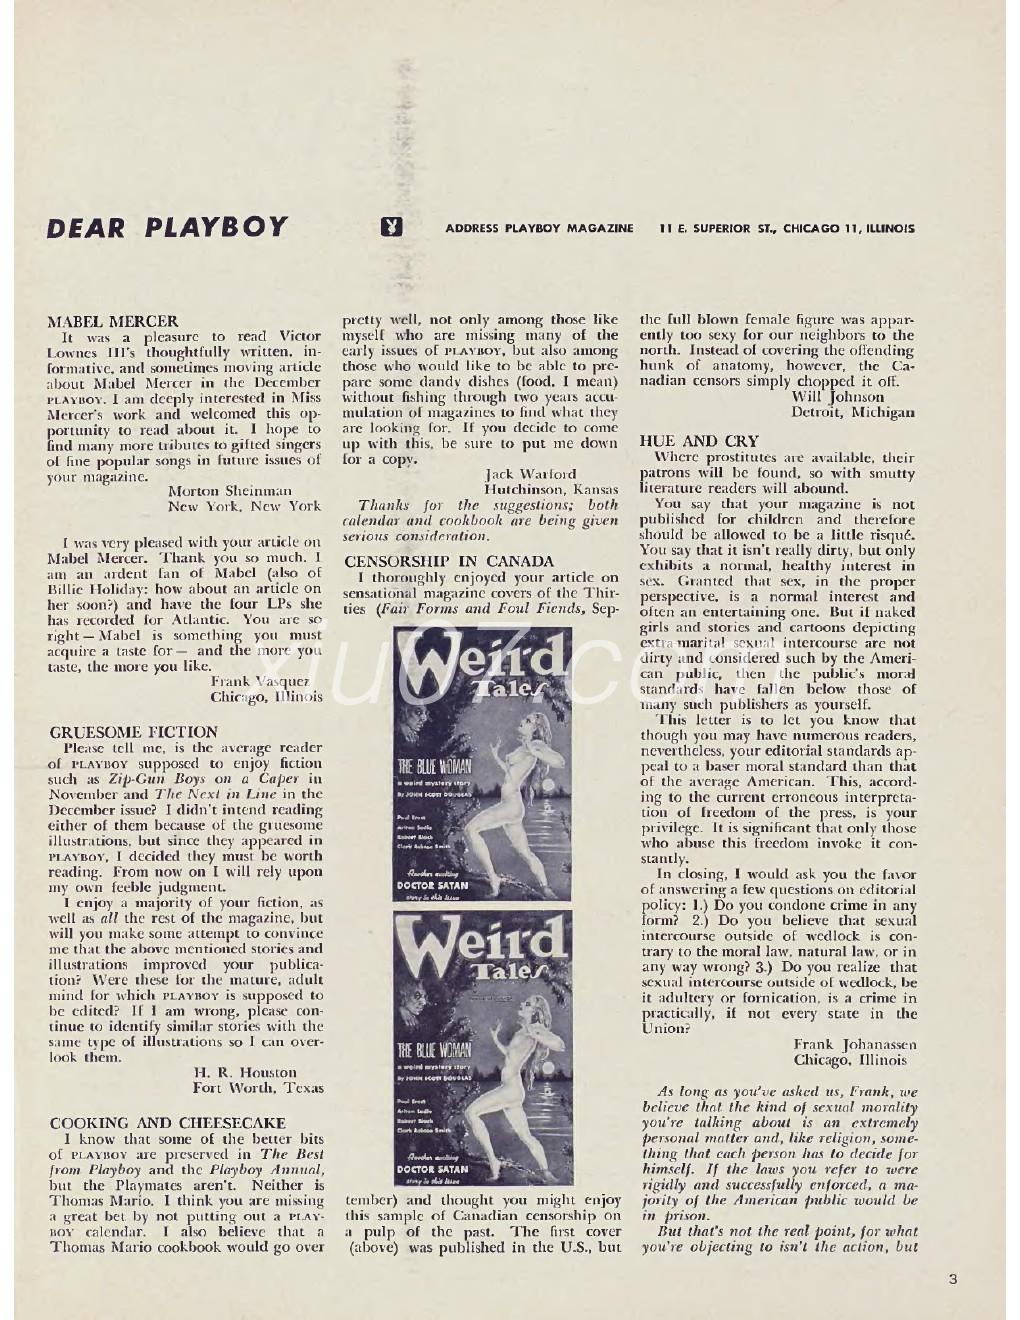 DEAR PLAYBOY
ADDRESS PLAYBOY MAGAZINE 11 E. SUPERIOR ST., CHICAGO 11, ILLINOIS
MABEL MERCER
It was a pleasure to read Victor
Lownes III's thoughtfully written, in-
formative, and sometimes moving article
about Mabel Mercer in the December
PLAYBOY. I am deeply interested in Miss
Mercer's work and welcomed this op-
portunity to read about it. I hope to
find many more tributes to gifted singers
of fine popular songs in future issues of
your magazine.
Morton Sheinman
New York, New York
I was very pleased with your article on
Mabel Mercer. Thank you so much. I
am an ardent fan of Mabel (also of
Billie Holiday: how about an article on
her soon?) and have the four LPs she
has recorded for Atlantic. You are so
right — Mabel is something you must
acquire a taste for — and the more you
taste, the more you like.
Frank Vasquez
Chicago, Illinois
GRUESOME FICTION
Please tell me, is the average reader
of PLAYBOY supposed to enjoy fiction
such as Zip-Gun Boys on a Caper in
November and The Next in Line in the
December issue? I didn't intend reading
either of them because of the gruesome
illustrations, but since they appeared in
PLAYBOY, I decided they must be worth
reading. From now on I will rely upon
my own feeble judgment.
I enjoy a majority of your fiction, as
well as all the rest of the magazine, but
will you make some attempt to convince
me that the above mentioned stories and
illustrations improved your publica-
tion? Were these for the mature, adult
mind for which PLAYBOY is supposed to
be edited? If I am wrong, please con-
tinue to identify similar stories with the
same type of illustrations so I can over-
look them.
H. R. Houston
Fort Worth, Texas
COOKING AND CHEESECAKE
I know that some of the better bits
of PLAYBOY are preserved in The Best
from Playboy and the Playboy Annual,
but the Playmates aren't. Neither is
Thomas Mario. I think you are missing
a great bet by not putting out a PLAY-
BOY calendar. I also believe that a
Thomas Mario cookbook would go over
pretty well, not only among those like
myself who are missing many of the
early issues of PLAYBOY, but also among
those who would like to be able to pre-
pare some dandy dishes (food, I mean)
without fishing through two years accu-
mulation of magazines to find what they
are looking for. If you decide to come
up with this, be sure to put me down
for a copy.
Jack Warford
Hutchinson, Kansas
Thanks for the suggestions; both
calendar and cookbook are being given
serious consideration.
CENSORSHIP IN CANADA
I thoroughly enjoyed your article on
sensational magazine covers of the Thir-
ties (Fair Forms and Foul Fiends, Sep-
Weird
Tales
THE BLUE WOMAN
a weird mystery story
By JOHN SCOTT DOUGLAS
Paul Ernst
Arlton Eadie
Robert Bloch
Clark Ashton Smith
Another exciting
DOCTOR SATAN
story in this issue
Weird
Tales
THE BLUE WOMAN
a weird mystery story
By JOHN SCOTT DOUGLAS
Paul Ernst
Arlton Eadie
Robert Bloch
Clark Ashton Smith
Another exciting
DOCTOR SATAN
story in this issue
tember) and thought you might enjoy
this sample of Canadian censorship on
a pulp of the past. The first cover
(above) was published in the U.S., but
the full blown female figure was appar-
ently too sexy for our neighbors to the
north. Instead of covering the offending
hunk of anatomy, however, the Ca-
nadian censors simply chopped it off.
Will Johnson
Detroit, Michigan
HUE AND CRY
Where prostitutes are available, their
patrons will be found, so with smutty
literature readers will abound.
You say that your magazine is not
published for children and therefore
should be allowed to be a little risqué.
You say that it isn't really dirty, but only
exhibits a normal, healthy interest in
sex. Granted that sex, in the proper
perspective, is a normal interest and
often an entertaining one. But if naked
girls and stories and cartoons depicting
extra-marital sexual intercourse are not
dirty and considered such by the Ameri-
can public, then the public's moral
standards have fallen below those of
many such publishers as yourself.
This letter is to let you know that
though you may have numerous readers,
nevertheless, your editorial standards ap-
peal to a baser moral standard than that
of the average American. This, accord-
ing to the current erroneous interpreta-
tion of freedom of the press, is your
privilege. It is significant that only those
who abuse this freedom invoke it con-
stantly.
In closing, I would ask you the favor
of answering a few questions on editorial
policy: 1.) Do you condone crime in any
form? 2.) Do you believe that sexual
intercourse outside of wedlock is con-
trary to the moral law, natural law, or in
any way wrong? 3.) Do you realize that
sexual intercourse outside of wedlock, be
it adultery or fornication, is a crime in
practically, if not every state in the
Union?
Frank Johanassen
Chicago, Illinois
As long as you've asked us, Frank, we
believe that the kind of sexual morality
you're talking about is an extremely
personal matter and, like religion, some-
thing that each person has to decide for
himself. If the laws you refer to were
rigidly and successfully enforced, a ma-
jority of the American public would be
in prison.
But that's not the real point, for what
you're objecting to isn't the action, but
3